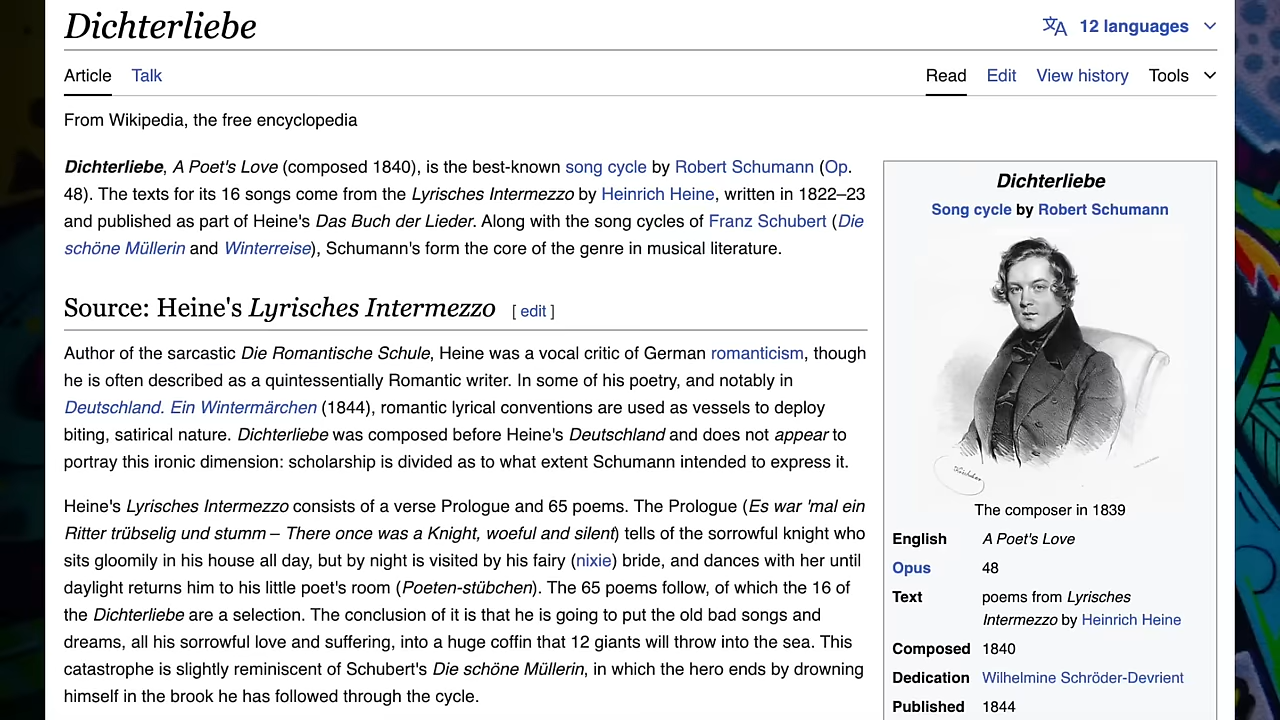 Dichterliebe
12 languages
Article Talk
Read Edit View history Tools
From Wikipedia, the free encyclopedia
Dichterliebe, A Poet's Love (composed 1840), is the best-known song cycle by Robert Schumann (Op.
48). The texts for its 16 songs come from the Lyrisches Intermezzo by Heinrich Heine, written in 1822–23
and published as part of Heine's Das Buch der Lieder. Along with the song cycles of Franz Schubert (Die
schöne Müllerin and Winterreise), Schumann's form the core of the genre in musical literature.
Source: Heine's Lyrisches Intermezzo [ edit ]
Author of the sarcastic Die Romantische Schule, Heine was a vocal critic of German romanticism, though
he is often described as a quintessentially Romantic writer. In some of his poetry, and notably in
Deutschland. Ein Wintermärchen (1844), romantic lyrical conventions are used as vessels to deploy
biting, satirical nature. Dichterliebe was composed before Heine's Deutschland and does not appear to
portray this ironic dimension: scholarship is divided as to what extent Schumann intended to express it.
Heine's Lyrisches Intermezzo consists of a verse Prologue and 65 poems. The Prologue (Es war 'mal ein
Ritter trübselig und stumm – There once was a Knight, woeful and silent) tells of the sorrowful knight who
sits gloomily in his house all day, but by night is visited by his fairy (nixie) bride, and dances with her until
daylight returns him to his little poet's room (Poeten-stübchen). The 65 poems follow, of which the 16 of
the Dichterliebe are a selection. The conclusion of it is that he is going to put the old bad songs and
dreams, all his sorrowful love and suffering, into a huge coffin that 12 giants will throw into the sea. This
catastrophe is slightly reminiscent of Schubert's Die schöne Müllerin, in which the hero ends by drowning
himself in the brook he has followed through the cycle.
Dichterliebe
Song cycle by Robert Schumann
The composer in 1839
English A Poet's Love
Opus 48
Text poems from Lyrisches
Intermezzo by Heinrich Heine
Composed 1840
Dedication Wilhelmine Schröder-Devrient
Published 1844